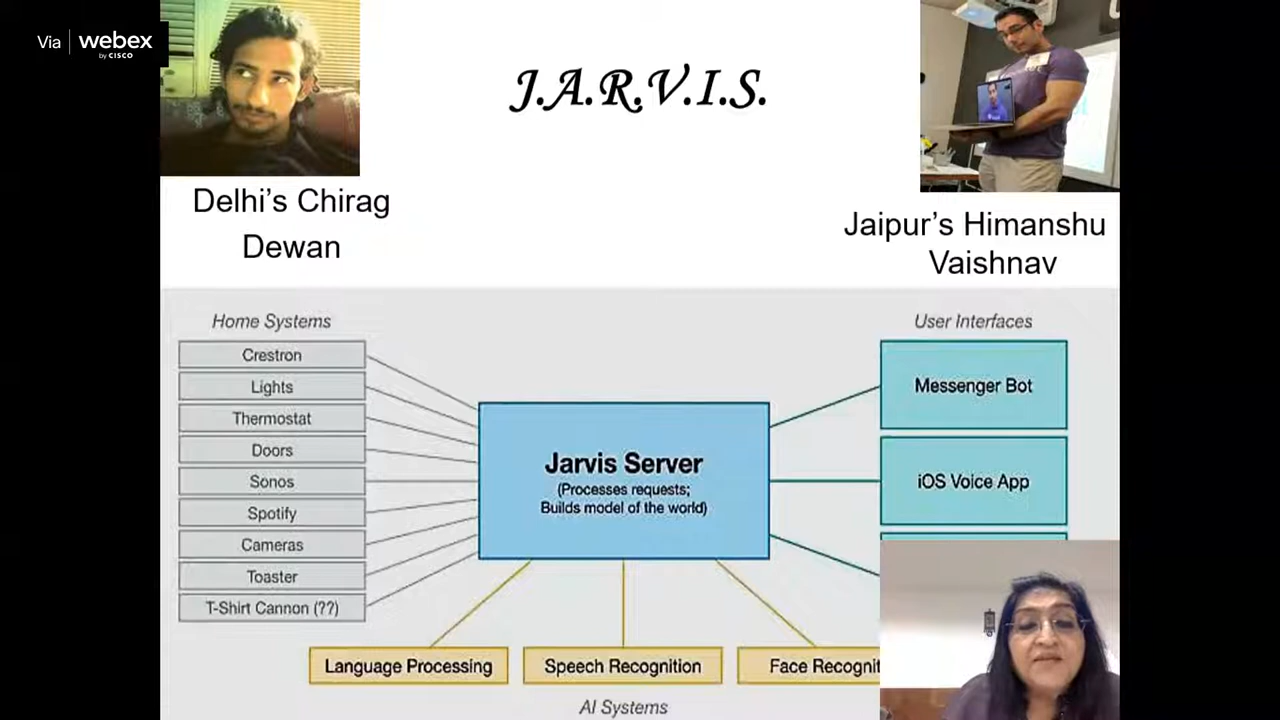 Via webex
by CISCO
J.A.R.V.I.S.
Delhi's Chirag
Dewan
Jaipur's Himanshu
Vaishnav
Home Systems
Crestron
Lights
Thermostat
Doors
Sonos
Spotify
Cameras
Toaster
T-Shirt Cannon (??)
Jarvis Server
(Processes requests;
Builds model of the world)
User Interfaces
Messenger Bot
iOS Voice App
Language Processing
Speech Recognition
Face Recognit
AI Systems